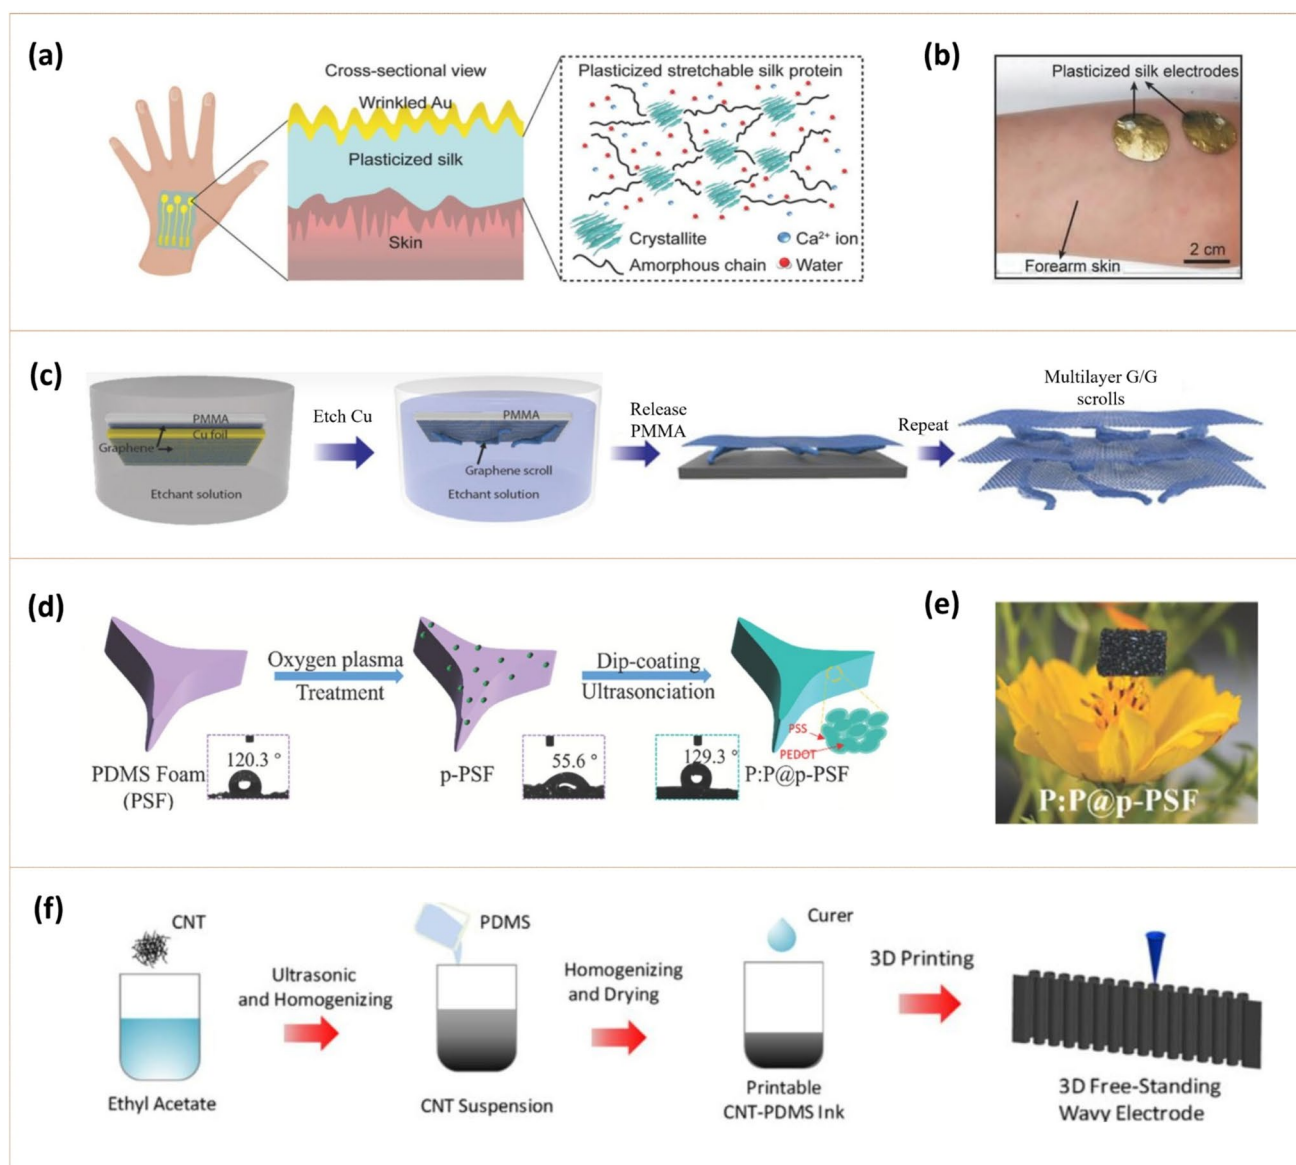 (a)
Cross-sectional view
Wrinkled Au
Plasticized silk
Skin
Plasticized stretchable silk protein
Crystallite
Ca²⁺ ion
Amorphous chain
Water
(b)
Plasticized silk electrodes
Forearm skin
2 cm
(c)
PMMA
Cu foil
Graphene
Etchant solution
Etch Cu
PMMA
Graphene scroll
Etchant solution
Release
PMMA
Repeat
Multilayer G/G
scrolls
(d)
PDMS Foam
(PSF)
120.3 °
Oxygen plasma
Treatment
p-PSF
55.6 °
Dip-coating
Ultrasonciation
129.3 °
P:P@p-PSF
PSS
PEDOT
(e)
P:P@p-PSF
(f)
CNT
Ethyl Acetate
Ultrasonic
and Homogenizing
PDMS
CNT Suspension
Homogenizing
and Drying
Curer
Printable
CNT-PDMS Ink
3D Printing
3D Free-Standing
Wavy Electrode